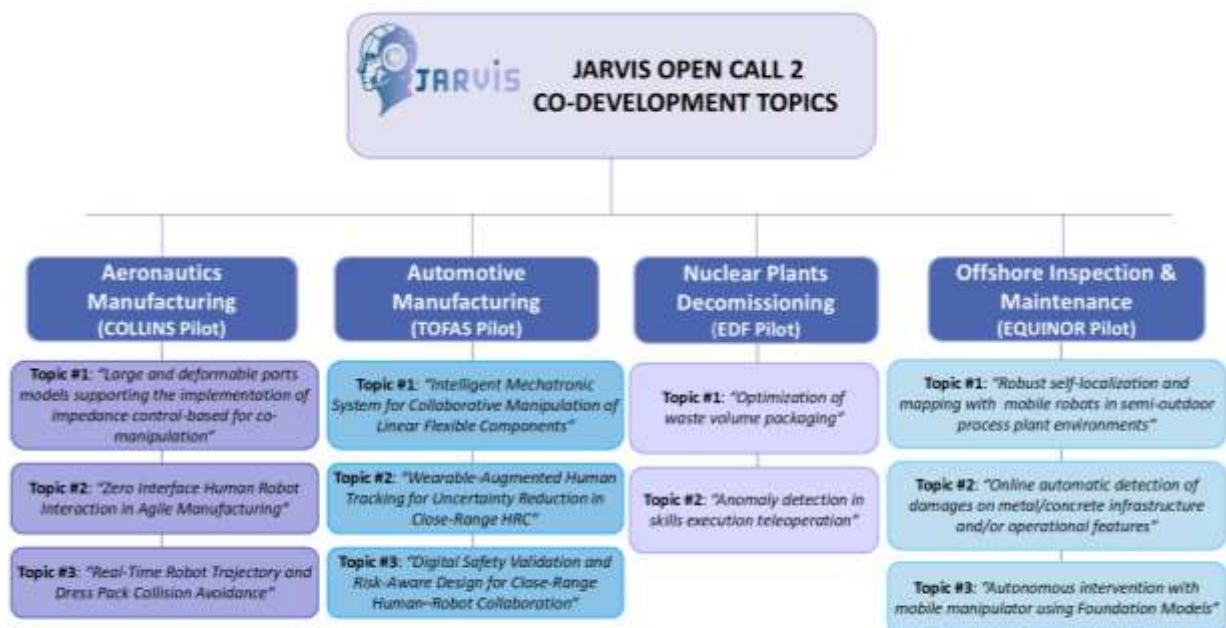 JARVIS
JARVIS OPEN CALL 2
CO-DEVELOPMENT TOPICS
Aeronautics
Manufacturing
(COLLINS Pilot)
Topic #1: “Large and deformable parts
models supporting the implementation of
impedance control-based for co-
manipulation”
Topic #2: “Zero Interface Human Robot
Interaction in Agile Manufacturing”
Topic #3: “Real-Time Robot Trajectory and
Dress Pack Collision Avoidance”
Automotive
Manufacturing
(TOFAS Pilot)
Topic #1: “Intelligent Mechatronic
System for Collaborative Manipulation of
Linear Flexible Components”
Topic #2: “Wearable-Augmented Human
Tracking for Uncertainty Reduction in
Close-Range HRC”
Topic #3: “Digital Safety Validation and
Risk-Aware Design for Close-Range
Human–Robot Collaboration”
Nuclear Plants
Decomissioning
(EDF Pilot)
Topic #1: “Optimization of
waste volume packaging”
Topic #2: “Anomaly detection in
skills execution teleoperation”
Offshore Inspection &
Maintenance
(EQUINOR Pilot)
Topic #1: “Robust self-localization and
mapping with mobile robots in semi-outdoor
process plant environments”
Topic #2: “Online automatic detection of
damages on metal/concrete infrastructure
and/or operational features”
Topic #3: “Autonomous intervention with
mobile manipulator using Foundation Models”